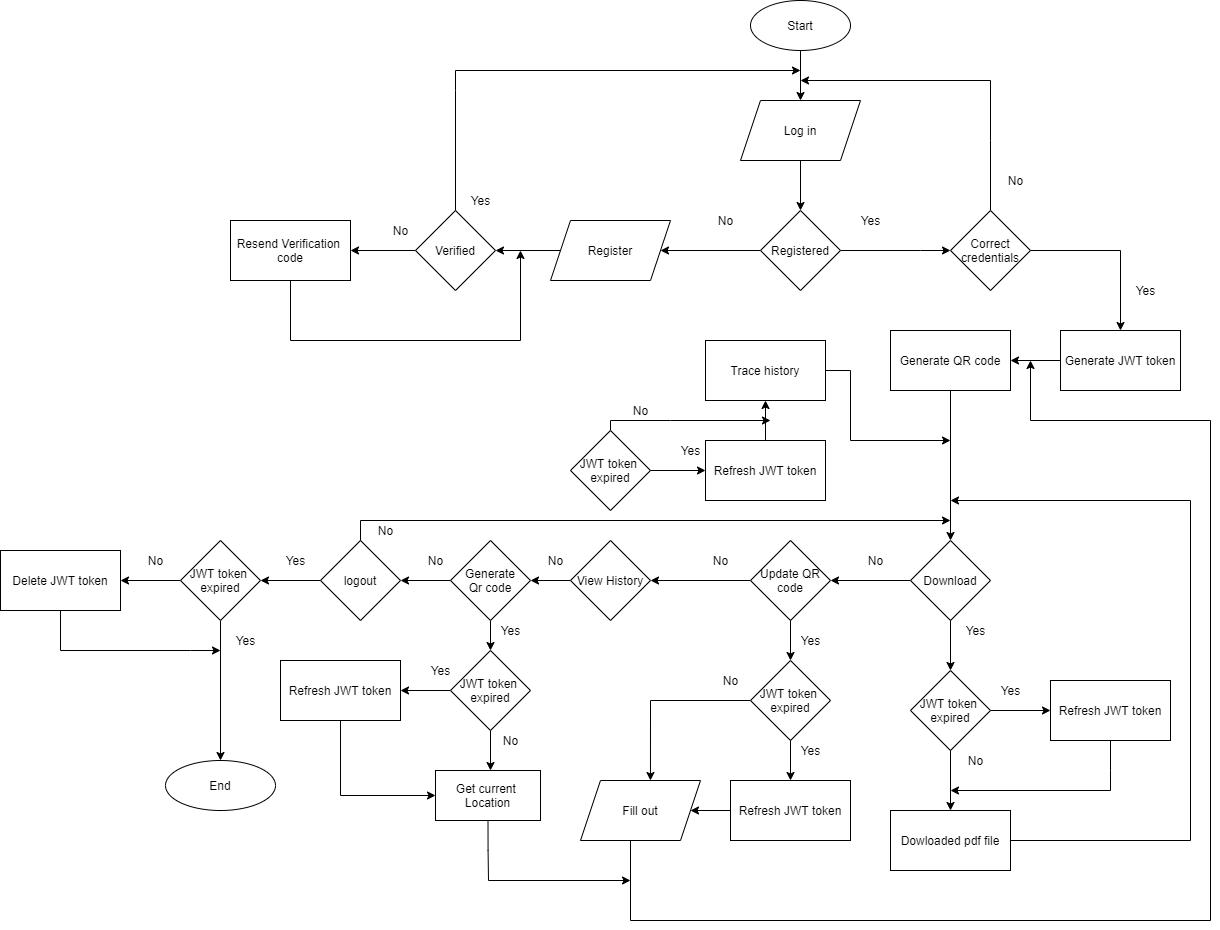 Start
Log in
No
Yes
No
No
Yes
Resend Verification
code
Verified
Register
Registered
Correct
credentials
Yes
Trace history
Generate QR code
Generate JWT token
No
Yes
JWT token
expired
Refresh JWT token
No
No
Yes
No
No
No
No
Delete JWT token
JWT token
expired
logout
Generate
Qr code
View History
Update QR
code
Download
Yes
Yes
Yes
Yes
Refresh JWT token
Yes
JWT token
expired
No
JWT token
expired
JWT token
expired
Yes
Refresh JWT token
No
Yes
No
End
Get current
Location
Fill out
Refresh JWT token
Dowloaded pdf file